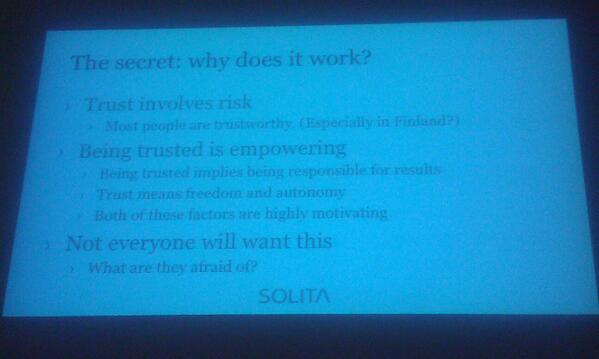 The secret: why does it work?
› Trust involves risk
› Most people are trustworthy. (Especially in Finland?)
› Being trusted is empowering
› Being trusted implies being responsible for results
› Trust means freedom and autonomy
› Both of these factors are highly motivating
› Not everyone will want this
› What are they afraid of?
SOLITA